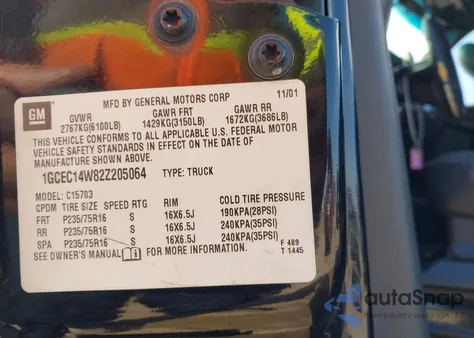 GM
MFD BY GENERAL MOTORS CORP 11/01
GVWR GAWR FRT GAWR RR
2767KG(6100LB) 1429KG(3150LB) 1672KG(3686LB)
THIS VEHICLE CONFORMS TO ALL APPLICABLE U.S. FEDERAL MOTOR
VEHICLE SAFETY STANDARDS IN EFFECT ON THE DATE OF
MANUFACTURE SHOWN ABOVE.
1GCEC14W82Z205064 TYPE: TRUCK
MODEL: C15703
CPDM TIRE SIZE SPEED RTG RIM COLD TIRE PRESSURE
FRT P235/75R16 S 16X6.5J 190KPA(28PSI)
RR P235/75R16 S 16X6.5J 240KPA(35PSI)
SPA P235/75R16 S 16X6.5J 240KPA(35PSI)
SEE OWNER'S MANUAL FOR MORE INFORMATION.
F 489
T 1445
autoSnap